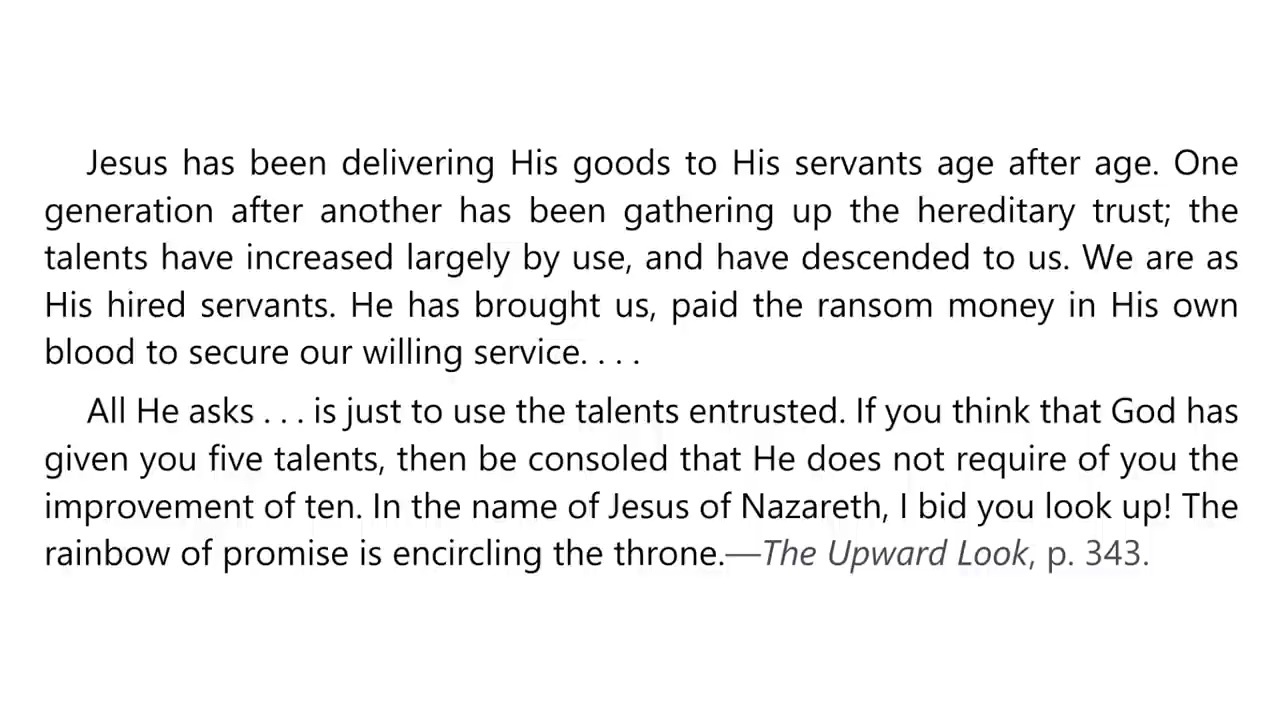 Jesus has been delivering His goods to His servants age after age. One
generation after another has been gathering up the hereditary trust; the
talents have increased largely by use, and have descended to us. We are as
His hired servants. He has brought us, paid the ransom money in His own
blood to secure our willing service. . . .
All He asks . . . is just to use the talents entrusted. If you think that God has
given you five talents, then be consoled that He does not require of you the
improvement of ten. In the name of Jesus of Nazareth, I bid you look up! The
rainbow of promise is encircling the throne.—The Upward Look, p. 343.